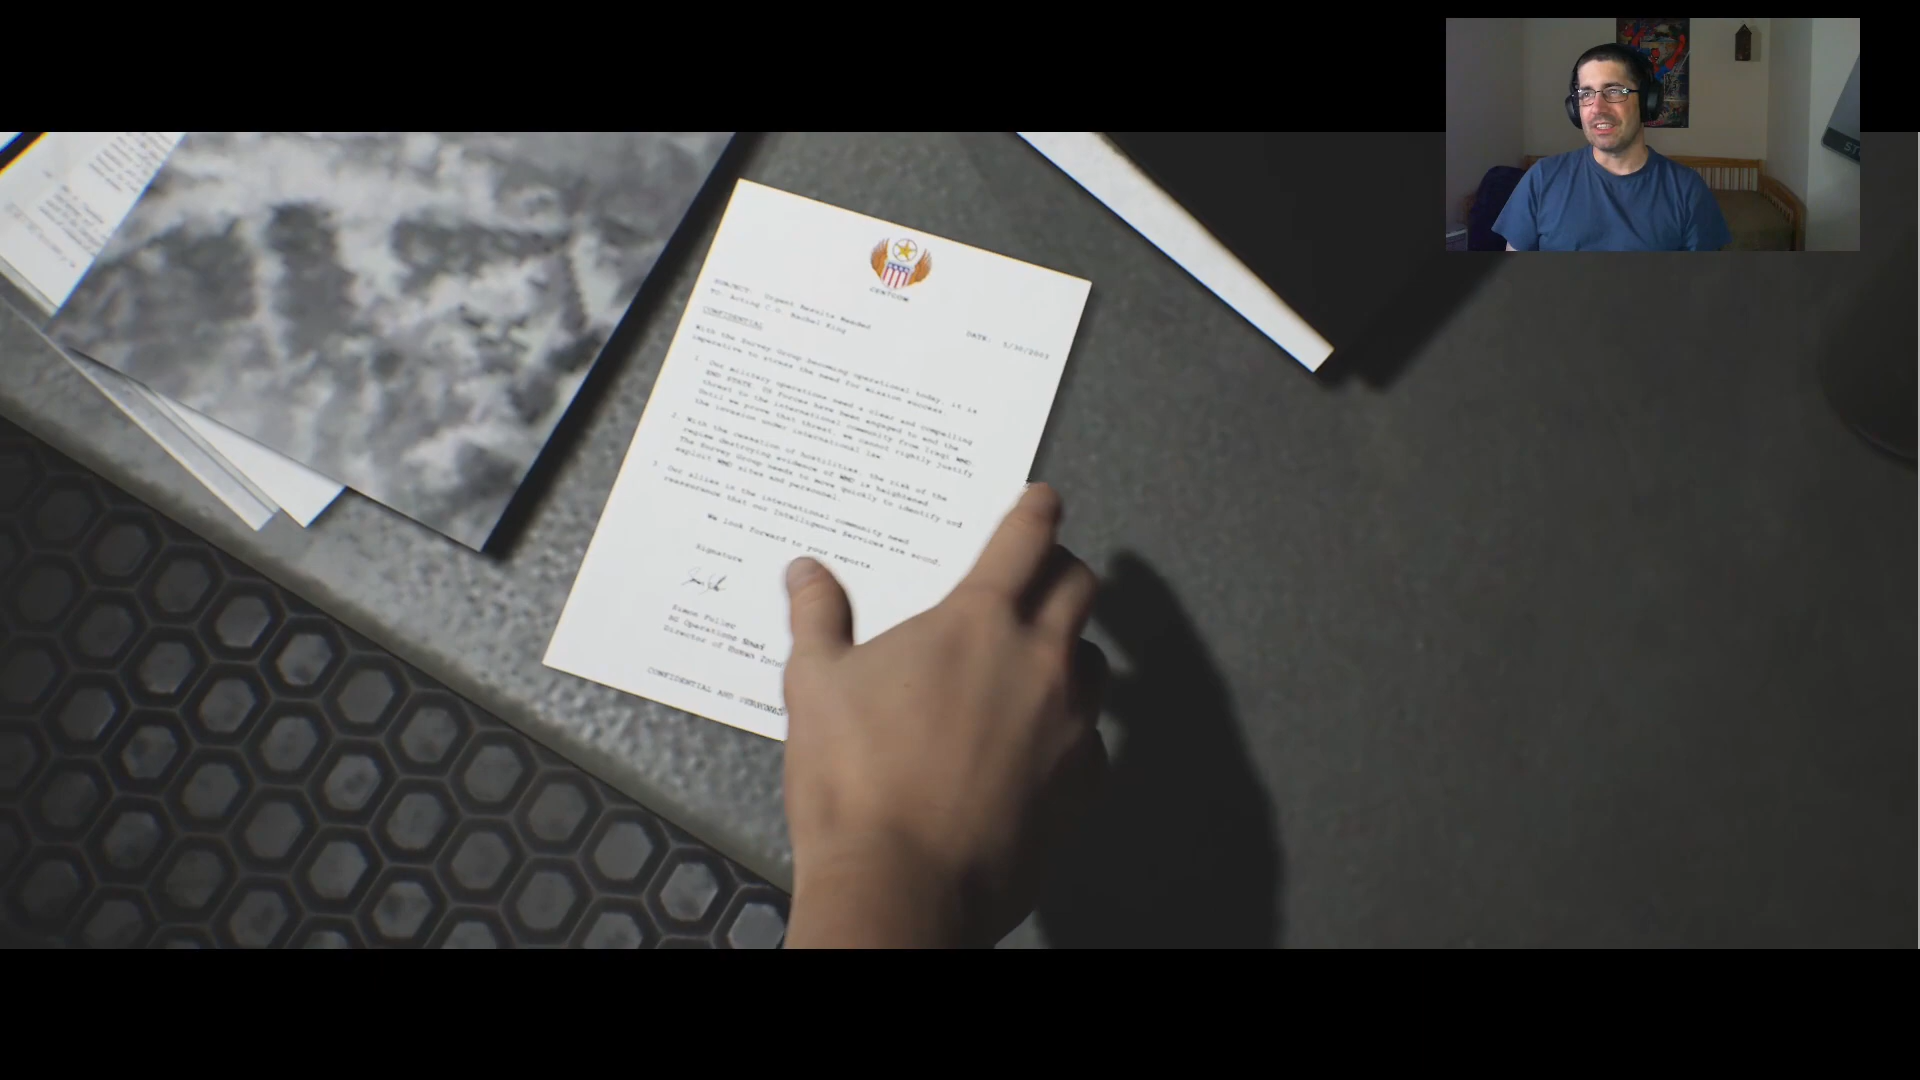 CENTCOM
SUBJECT: Urgent Results Needed
TO: Acting C.O. Rachel King
DATE: 5/30/2003
CONFIDENTIAL
With the Survey Group becoming operational today, it is
imperative to stress the need for mission success
1. Our military operations need a clear and compelling
END STATE. US Forces have been engaged to end the
threat to the international community from Iraqi WMD.
Until we prove that threat, we cannot rightly justify
the invasion under international law.
2. With the cessation of hostilities, the risk of the
regime destroying evidence of WMD is heightened
The Survey Group needs to move quickly to identify and
exploit WMD sites and personnel
3. Our allies in the international community need
reassurance that our Intelligence Services are sound.
We look forward to your reports.
Signature
Simon Fuller
Operations Head
Director of Human
CONFIDENTIAL AND
ST